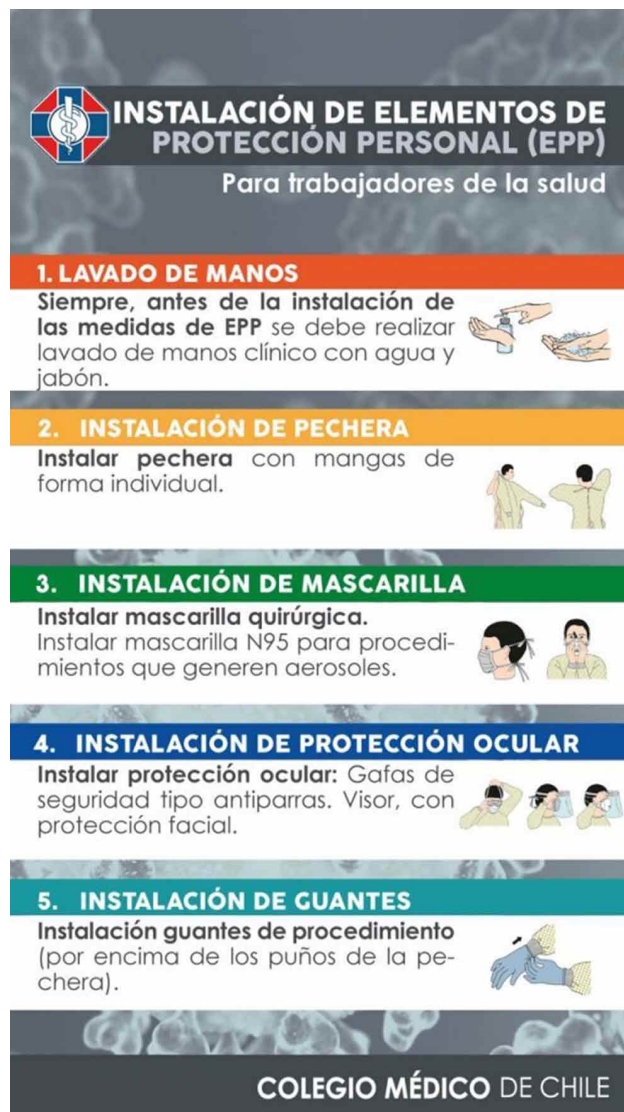 INSTALACIÓN DE ELEMENTOS DE
PROTECCIÓN PERSONAL (EPP)
Para trabajadores de la salud
1. LAVADO DE MANOS
Siempre, antes de la instalación de
las medidas de EPP se debe realizar
lavado de manos clínico con agua y
jabón.
2. INSTALACIÓN DE PECHERA
Instalar pechera con mangas de
forma individual.
3. INSTALACIÓN DE MASCARILLA
Instalar mascarilla quirúrgica.
Instalar mascarilla N95 para procedi-
mientos que generen aerosoles.
4. INSTALACIÓN DE PROTECCIÓN OCULAR
Instalar protección ocular: Gafas de
seguridad tipo antiparras. Visor, con
protección facial.
5. INSTALACIÓN DE GUANTES
Instalación guantes de procedimiento
(por encima de los puños de la pe-
chera).
COLEGIO MÉDICO DE CHILE